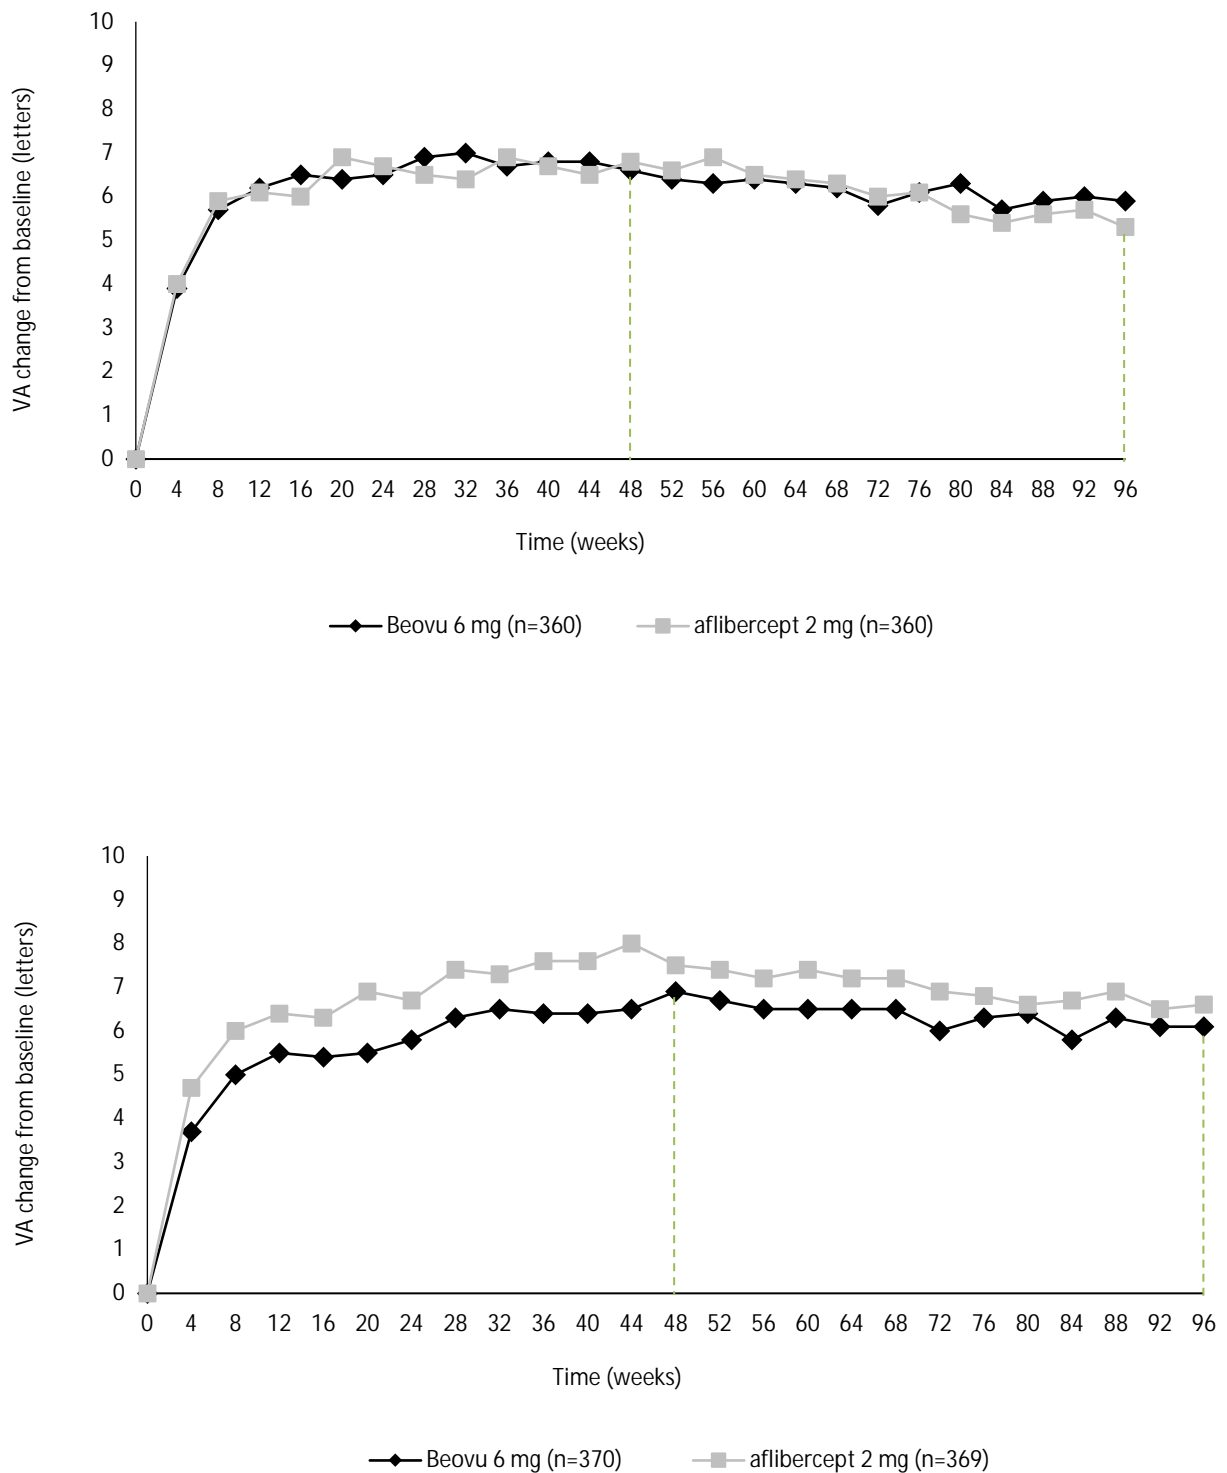 10
9
8
7
6
5
4
3
2
1
0
VA change from baseline (letters)
0 4 8 12 16 20 24 28 32 36 40 44 48 52 56 60 64 68 72 76 80 84 88 92 96
Time (weeks)
Beovu 6 mg (n=360) aflibercept 2 mg (n=360)
10
9
8
7
6
5
4
3
2
1
0
VA change from baseline (letters)
0 4 8 12 16 20 24 28 32 36 40 44 48 52 56 60 64 68 72 76 80 84 88 92 96
Time (weeks)
Beovu 6 mg (n=370) aflibercept 2 mg (n=369)